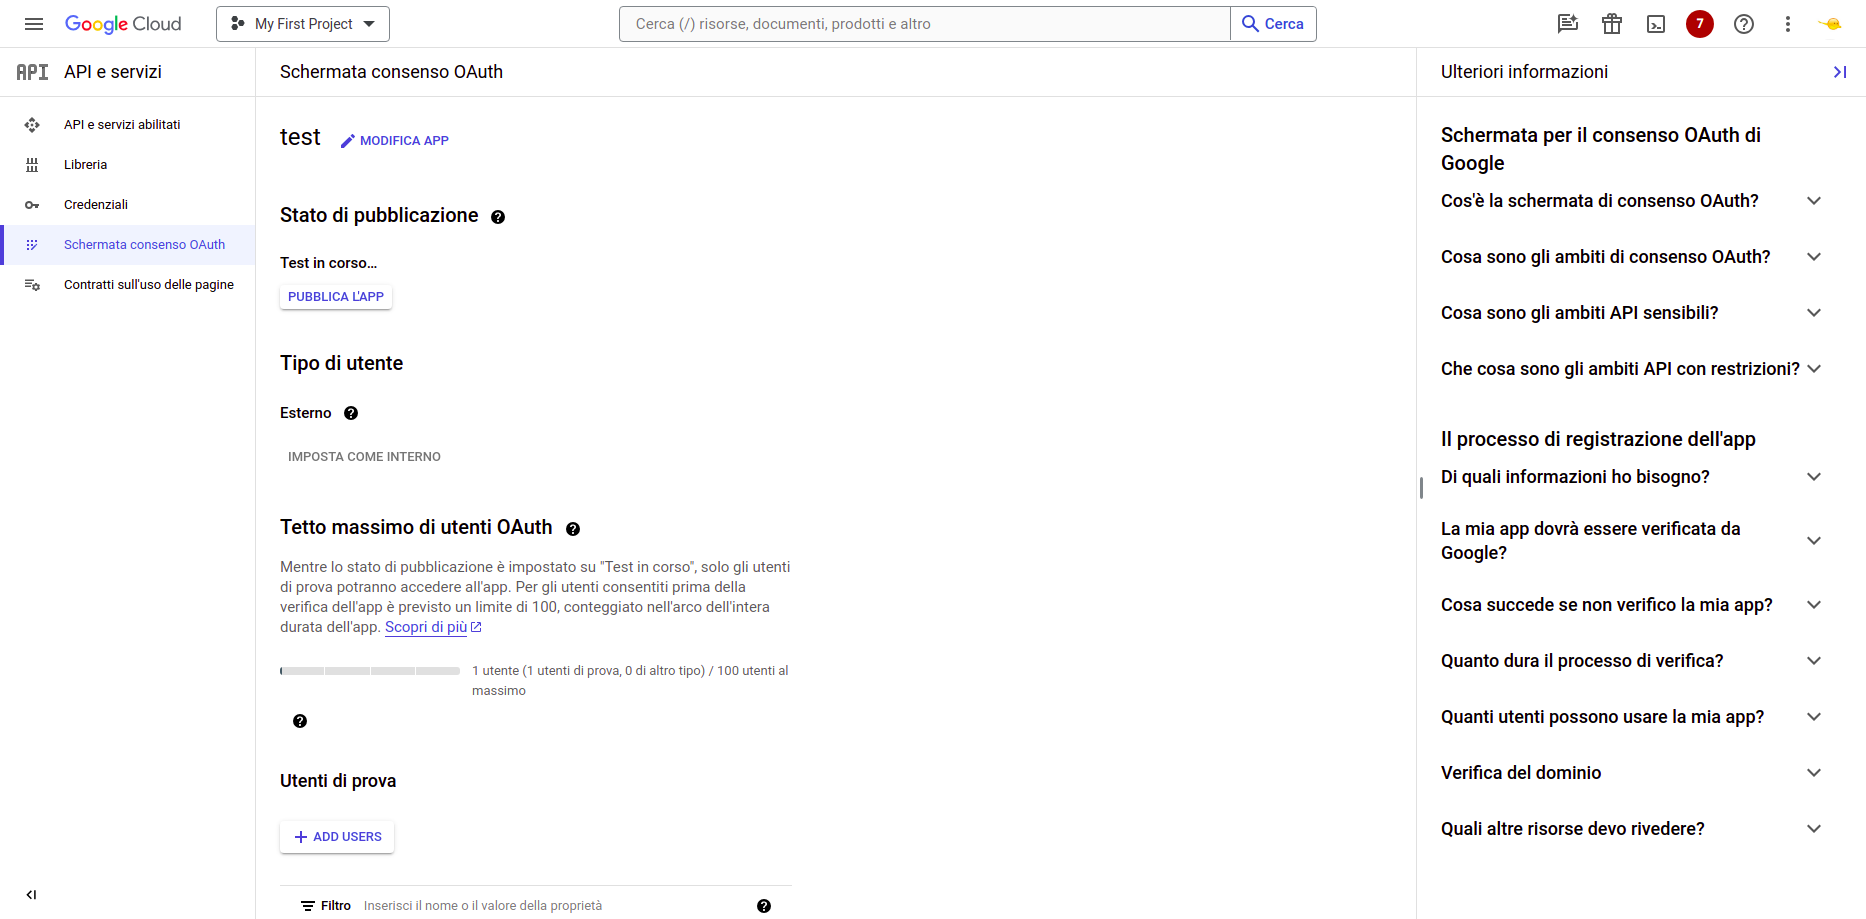 Google Cloud
My First Project
Cerca (/) risorse, documenti, prodotti e altro
Cerca
7
API
API e servizi
API e servizi abilitati
Libreria
Credenziali
Schermata consenso OAuth
Contratti sull'uso delle pagine
Schermata consenso OAuth
test
MODIFICA APP
Stato di pubblicazione
Test in corso...
PUBBLICA L'APP
Tipo di utente
Esterno
IMPOSTA COME INTERNO
Tetto massimo di utenti OAuth
Mentre lo stato di pubblicazione è impostato su "Test in corso", solo gli utenti
di prova potranno accedere all'app. Per gli utenti consentiti prima della
verifica dell'app è previsto un limite di 100, conteggiato nell'arco dell'intera
durata dell'app. Scopri di più
1 utente (1 utenti di prova, 0 di altro tipo) / 100 utenti al
massimo
Utenti di prova
ADD USERS
Filtro
Inserisci il nome o il valore della proprietà
Ulteriori informazioni
Schermata per il consenso OAuth di
Google
Cos'è la schermata di consenso OAuth?
Cosa sono gli ambiti di consenso OAuth?
Cosa sono gli ambiti API sensibili?
Che cosa sono gli ambiti API con restrizioni?
Il processo di registrazione dell'app
Di quali informazioni ho bisogno?
La mia app dovrà essere verificata da
Google?
Cosa succede se non verifico la mia app?
Quanto dura il processo di verifica?
Quanti utenti possono usare la mia app?
Verifica del dominio
Quali altre risorse devo rivedere?